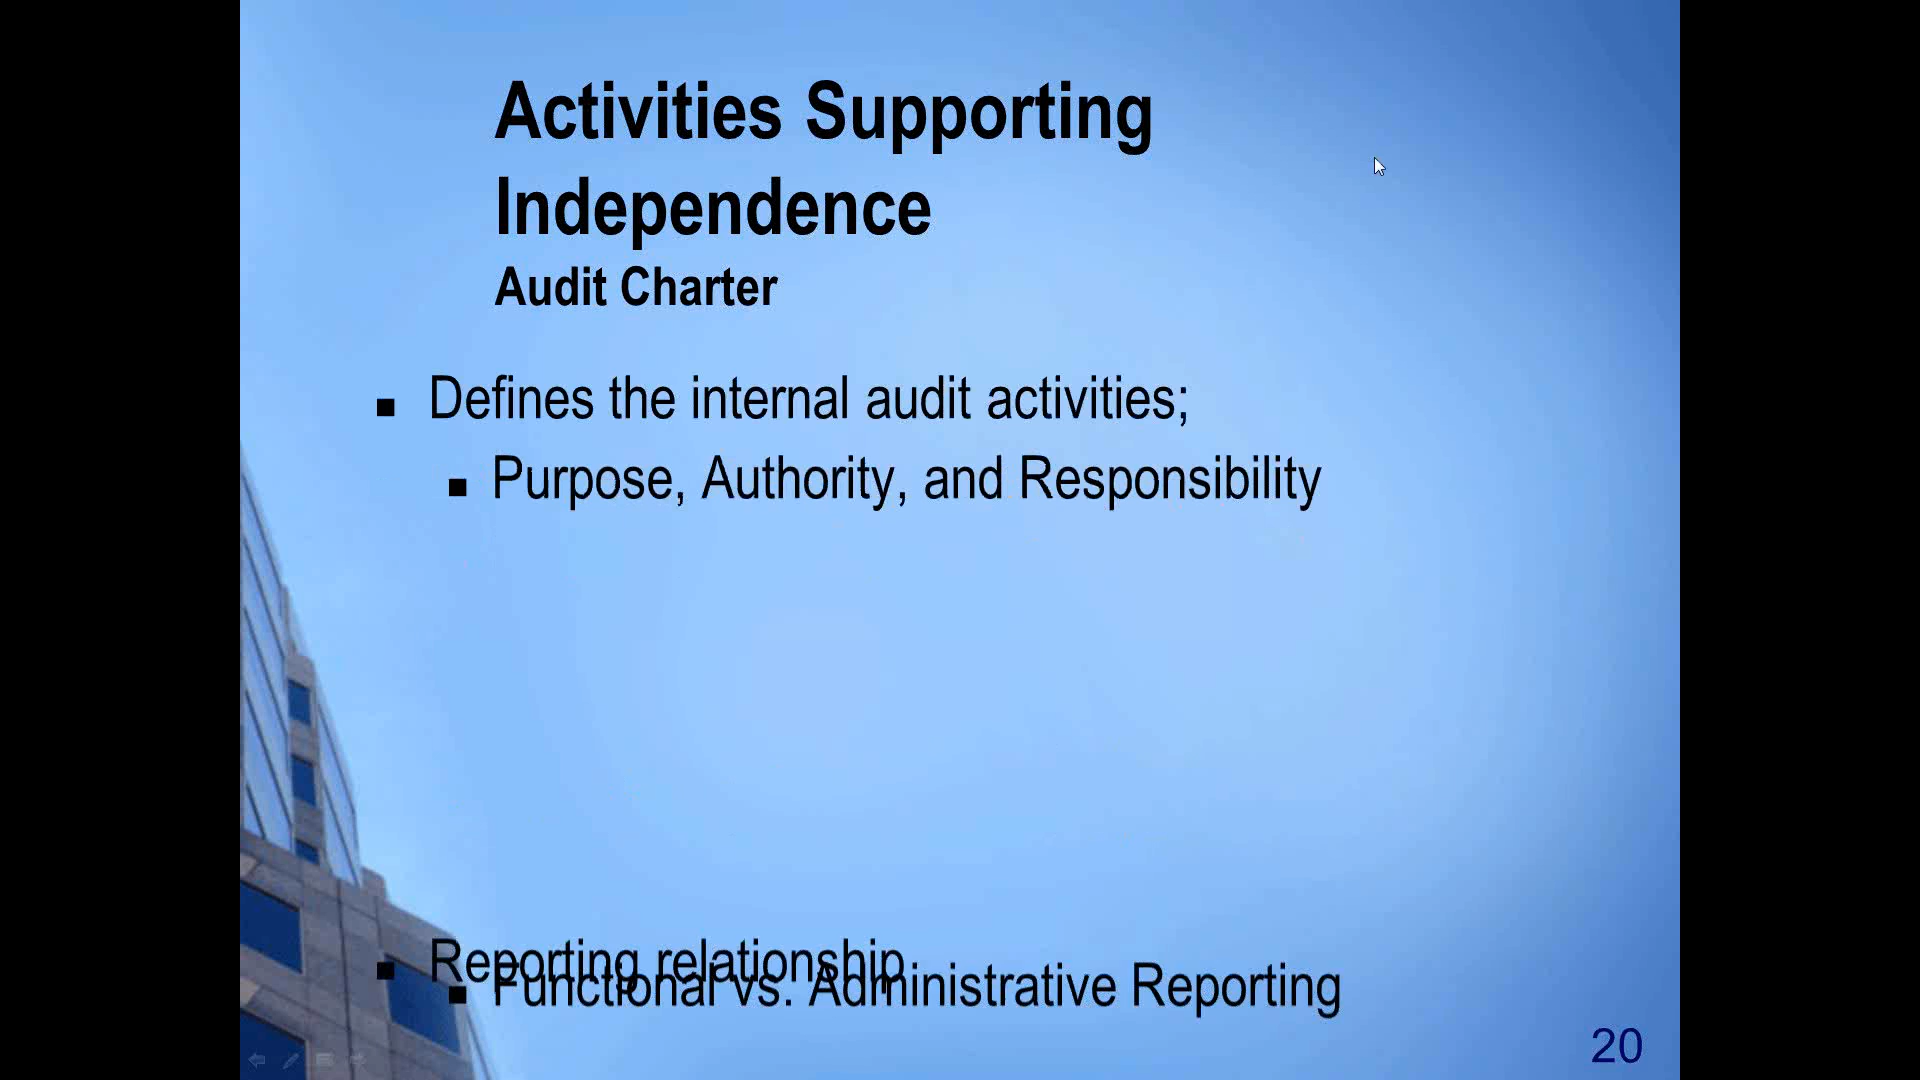 Activities Supporting
Independence
Audit Charter
Defines the internal audit activities;
Purpose, Authority, and Responsibility
Reporting relationship
Functional vs. Administrative Reporting
20